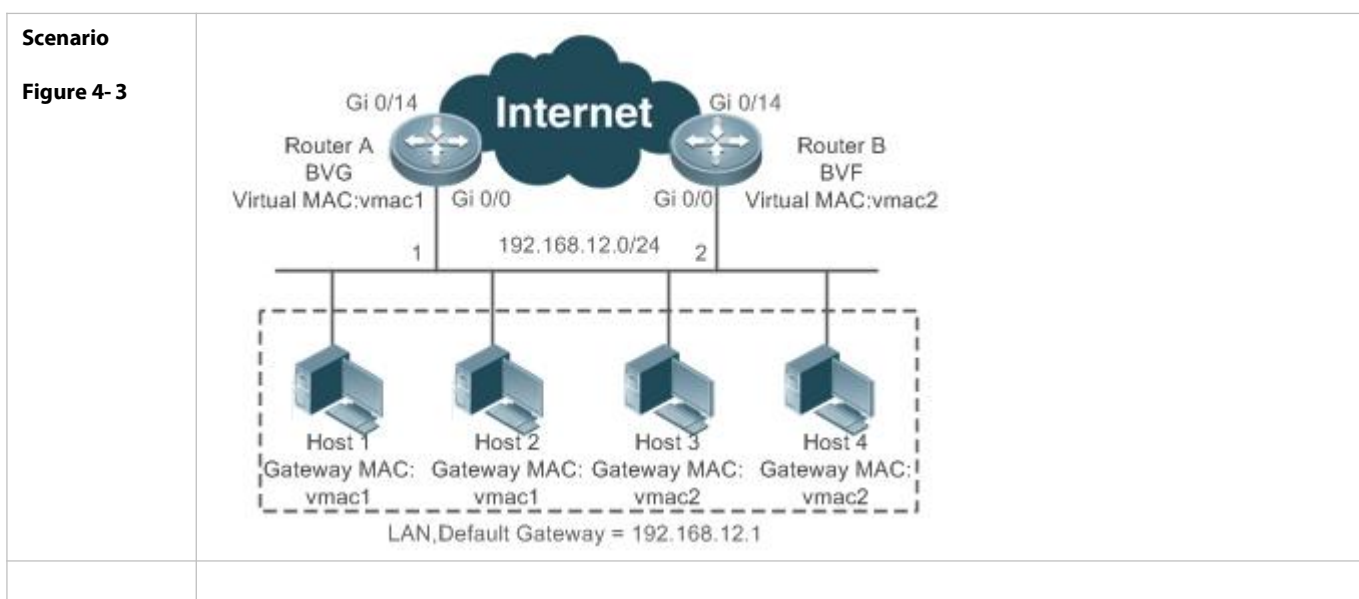 Scenario
Figure 4- 3
Internet
Gi 0/14
Gi 0/14
Router A
BVG
Virtual MAC:vmac1
Router B
BVF
Virtual MAC:vmac2
Gi 0/0
Gi 0/0
1
192.168.12.0/24
2
Host 1
Gateway MAC:
vmac1
Host 2
Gateway MAC:
vmac1
Host 3
Gateway MAC:
vmac2
Host 4
Gateway MAC:
vmac2
LAN,Default Gateway = 192.168.12.1